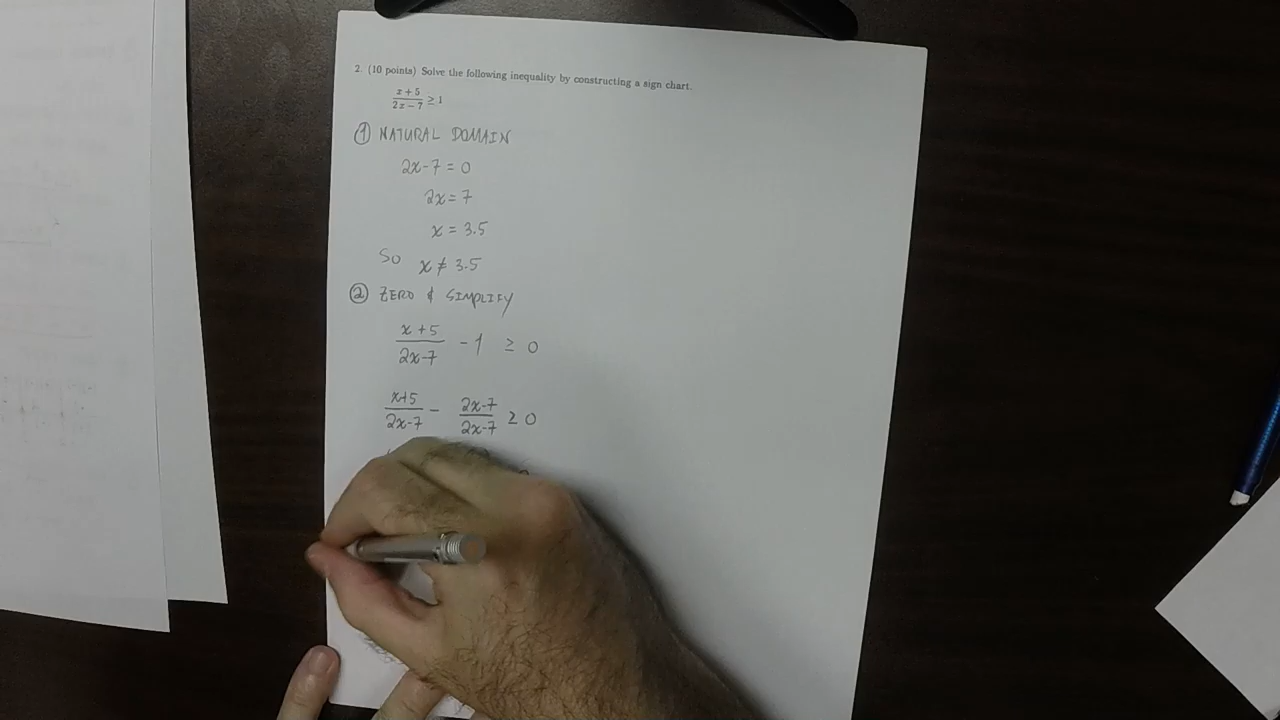 2. (10 points) Solve the following inequality by constructing a sign chart.
x + 5 / 2x − 7 ≥ 1
① NATURAL DOMAIN
2x - 7 = 0
2x = 7
x = 3.5
So x ≠ 3.5
② ZERO & SIMPLIFY
x + 5 / 2x-7 - 1 ≥ 0
x+5 / 2x-7 - 2x-7 / 2x-7 ≥ 0